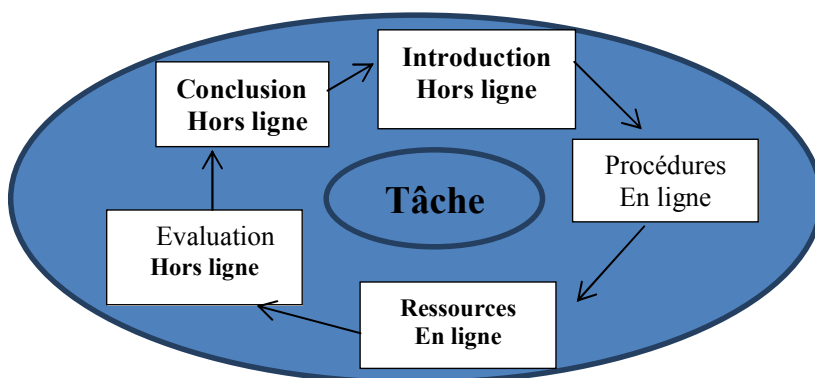 Introduction
Hors ligne
Conclusion
Hors ligne
Procédures
En ligne
Tâche
Evaluation
Hors ligne
Ressources
En ligne